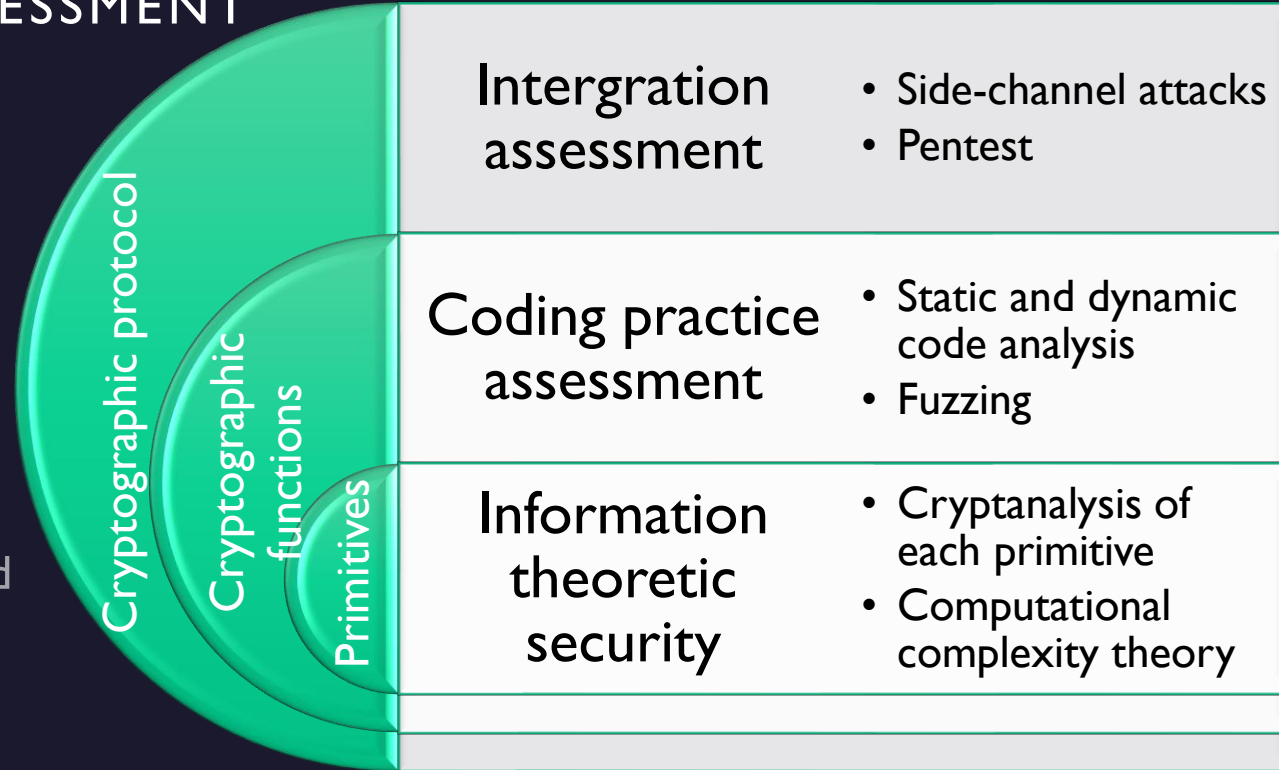 ESSMENT
Cryptographic protocol
Cryptographic
functions
Primitives
Intergration
assessment
• Side-channel attacks
• Pentest
Coding practice
assessment
• Static and dynamic
code analysis
• Fuzzing
Information
theoretic
security
• Cryptanalysis of
each primitive
• Computational
complexity theory
d